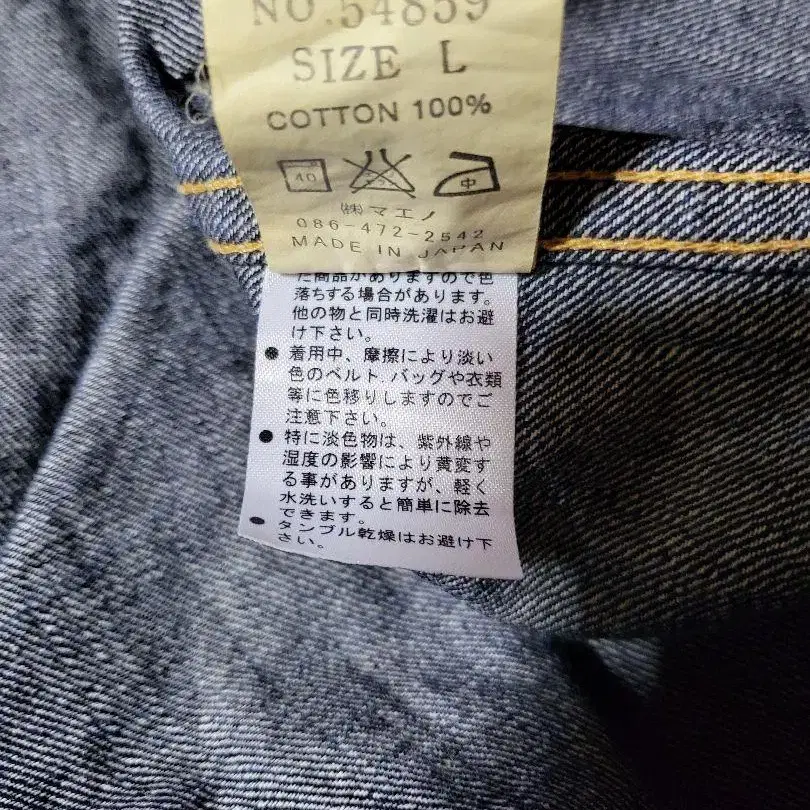 NO.54859
SIZE L
COTTON 100%
40
中
㈱マエノ
086-472-2542
MADE IN JAPAN
た商品がありますので色
落ちする場合があります。
他の物と同時洗濯はお避
け下さい。
● 着用中、摩擦により淡い
色のベルト.バッグや衣類
等に色移りしますのでご
注意下さい。
● 特に淡色物は、紫外線や
湿度の影響により黄変す
る事がありますが、軽く
水洗いすると簡単に除去
できます。
● タンブル乾燥はお避け下
さい。